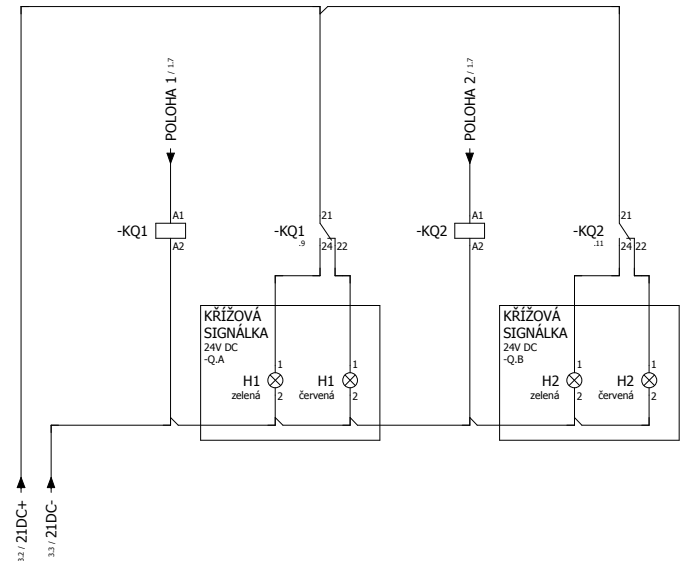 POLOHA 1 / 1.7
POLOHA 2 / 1.7
A1
-KQ1
A2
21
-KQ1
.9
24 22
A1
-KQ2
A2
21
-KQ2
.11
24 22
KŘÍŽOVÁ
SIGNÁLKA
24V DC
-Q.A
1
H1
zelená
2
1
H1
červená
2
KŘÍŽOVÁ
SIGNÁLKA
24V DC
-Q.B
1
H2
zelená
2
1
H2
červená
2
3.2 / 21DC+
3.3 / 21DC-